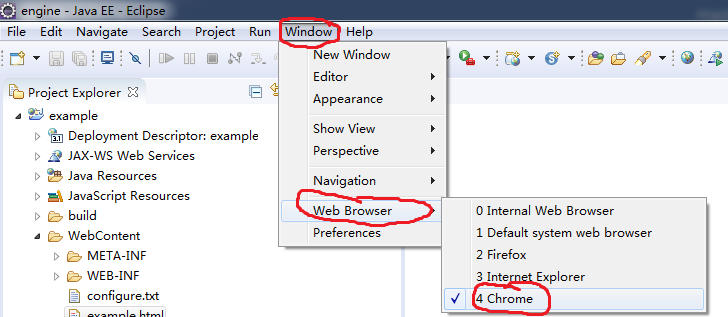 engine - Java EE - Eclipse
File Edit Navigate Search Project Run Window Help
Project Explorer
example
Deployment Descriptor: example
JAX-WS Web Services
Java Resources
JavaScript Resources
build
WebContent
META-INF
WEB-INF
configure.txt
example.html
New Window
Editor
Appearance
Show View
Perspective
Navigation
Web Browser
Preferences
0 Internal Web Browser
1 Default system web browser
2 Firefox
3 Internet Explorer
4 Chrome